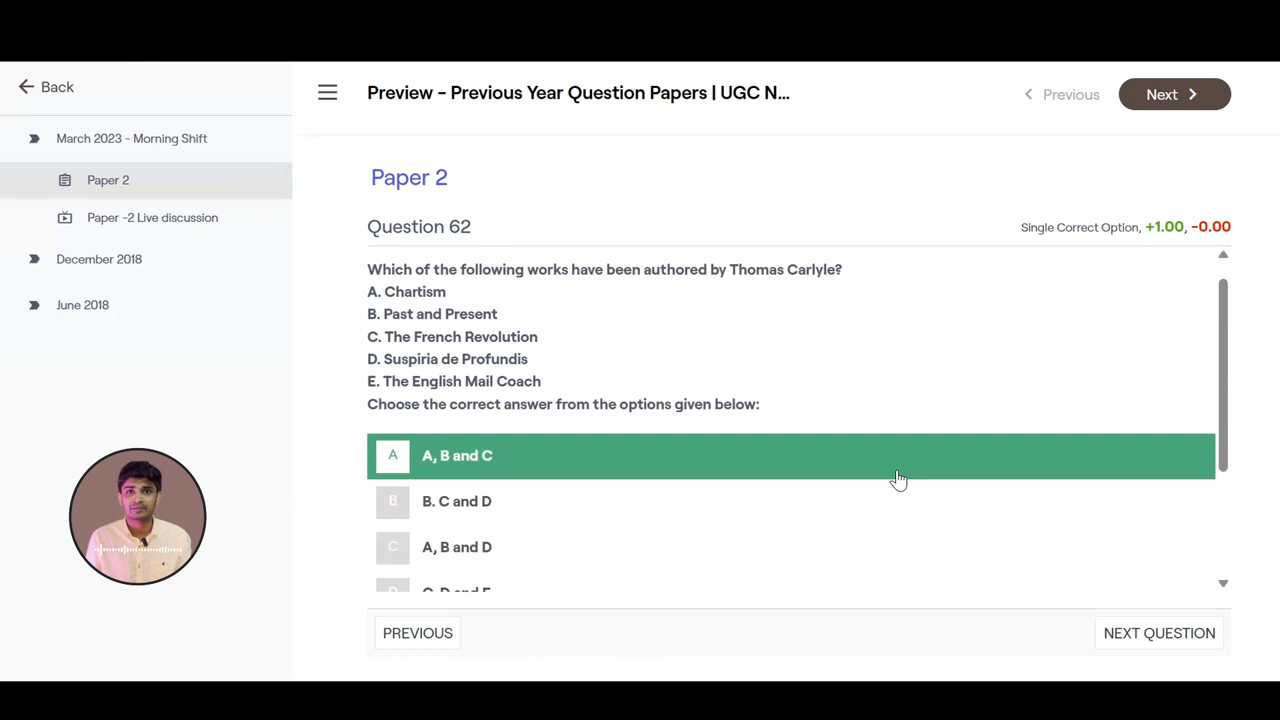 Back
Preview - Previous Year Question Papers | UGC N...
Previous
Next
March 2023 - Morning Shift
Paper 2
Paper -2 Live discussion
December 2018
June 2018
Paper 2
Question 62
Single Correct Option, +1.00, -0.00
Which of the following works have been authored by Thomas Carlyle?
A. Chartism
B. Past and Present
C. The French Revolution
D. Suspiria de Profundis
E. The English Mail Coach
Choose the correct answer from the options given below:
A A, B and C
B B. C and D
C A, B and D
D C, D and E
PREVIOUS
NEXT QUESTION